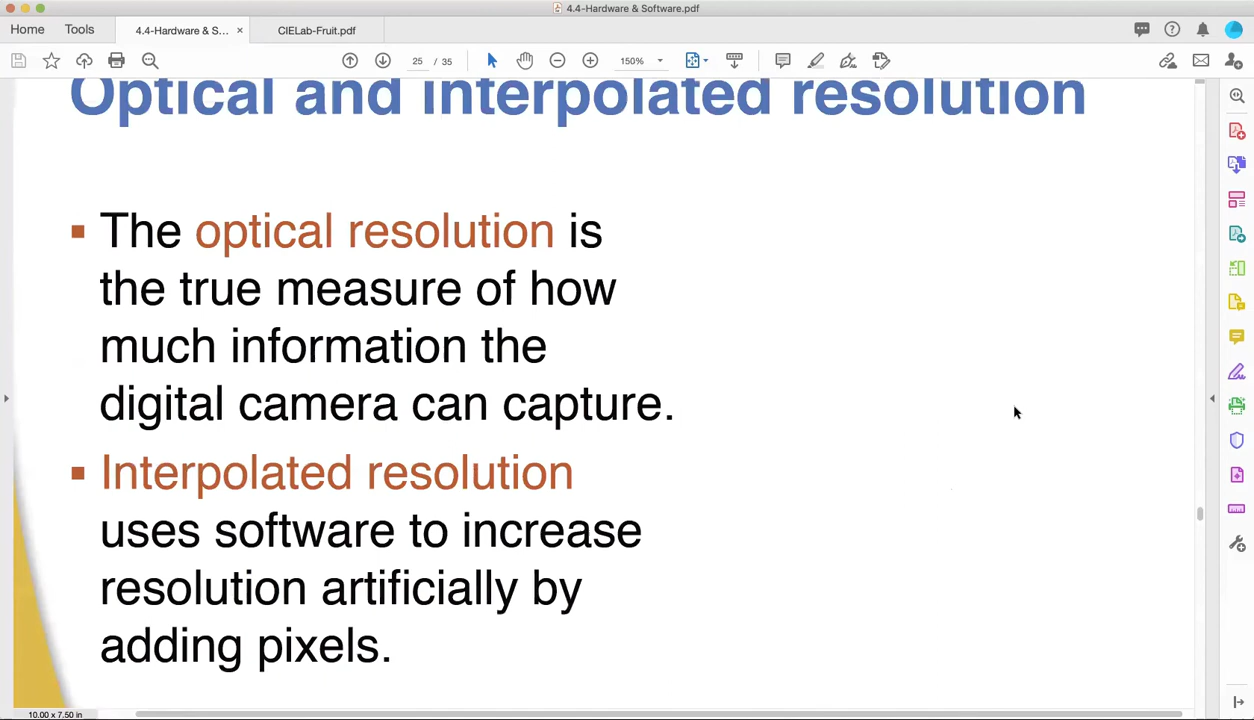 4.4-Hardware & Software.pdf
Home Tools 4.4-Hardware & S... × CIELab-Fruit.pdf
25 / 35 150%
Optical and interpolated resolution
The optical resolution is
the true measure of how
much information the
digital camera can capture.
Interpolated resolution
uses software to increase
resolution artificially by
adding pixels.
10.00 x 7.50 in